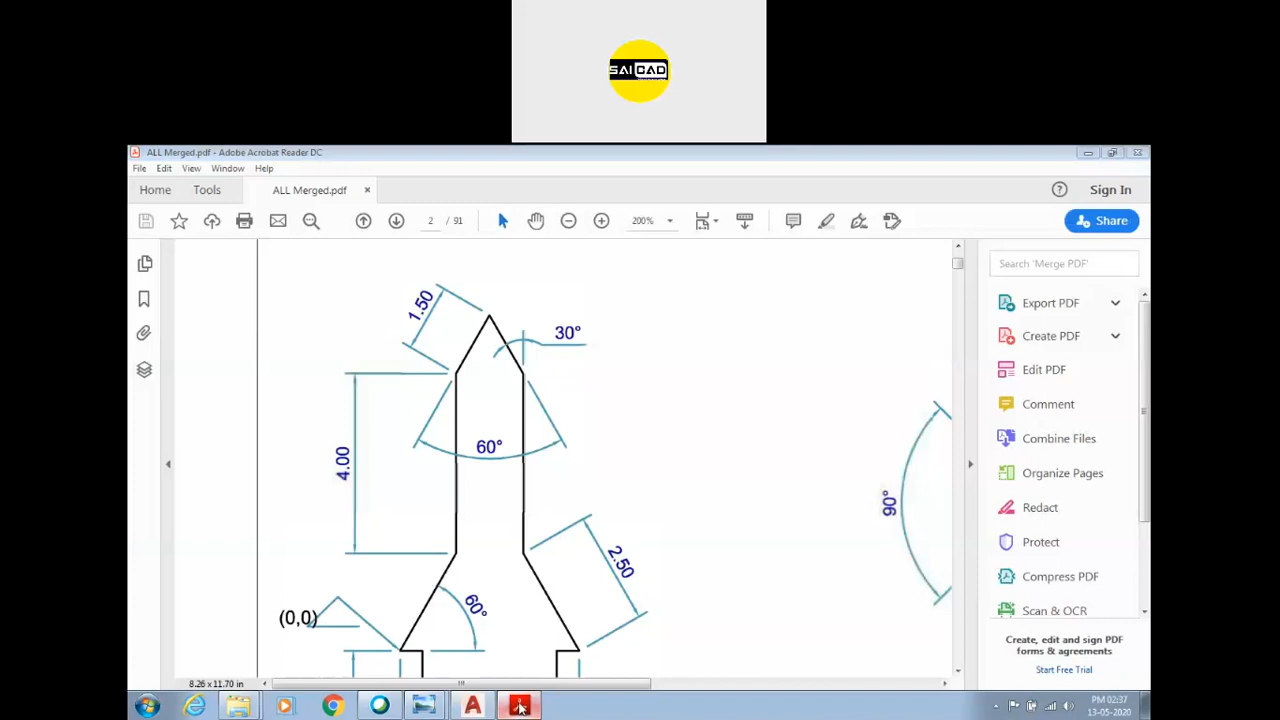 SAICAD
ALL Merged.pdf - Adobe Acrobat Reader DC
File Edit View Window Help
Home Tools ALL Merged.pdf ×
Sign In
2 / 91
200%
Share
Search 'Merge PDF'
Export PDF
Create PDF
Edit PDF
Comment
Combine Files
Organize Pages
Redact
Protect
Compress PDF
Scan & OCR
Create, edit and sign PDF
forms & agreements
Start Free Trial
1.50
30°
60°
4.00
90°
2.50
60°
(0,0)
8.26 x 11.70 in
PM 02:37
13-05-2020